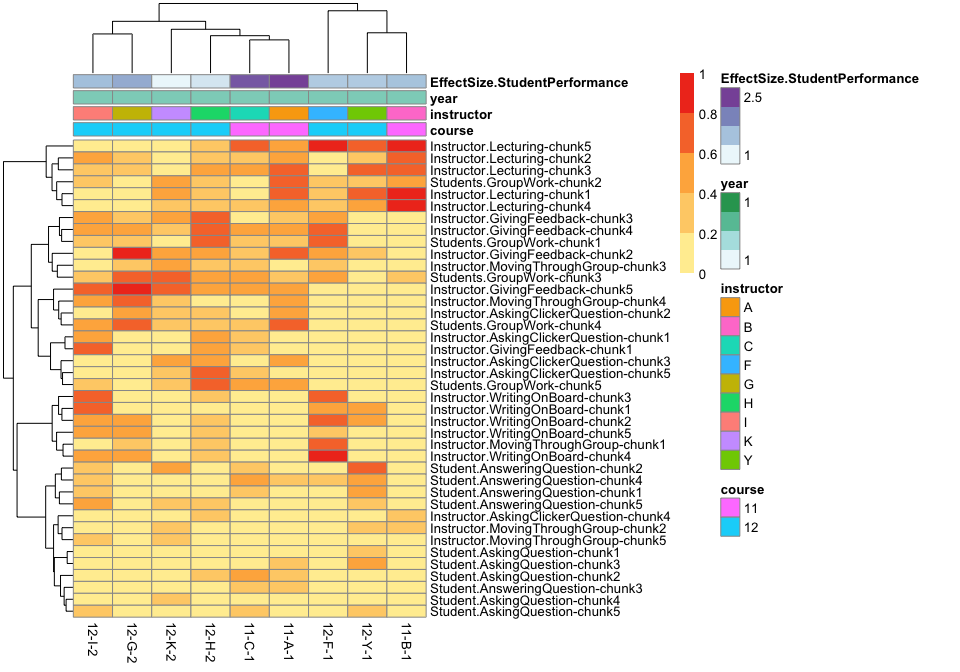 EffectSize.StudentPerformance
year
instructor
course
Instructor.Lecturing-chunk5
Instructor.Lecturing-chunk2
Instructor.Lecturing-chunk3
Students.GroupWork-chunk2
Instructor.Lecturing-chunk1
Instructor.Lecturing-chunk4
Instructor.GivingFeedback-chunk3
Instructor.GivingFeedback-chunk4
Students.GroupWork-chunk1
Instructor.GivingFeedback-chunk2
Instructor.MovingThroughGroup-chunk3
Students.GroupWork-chunk3
Instructor.GivingFeedback-chunk5
Instructor.MovingThroughGroup-chunk4
Instructor.AskingClickerQuestion-chunk2
Students.GroupWork-chunk4
Instructor.AskingClickerQuestion-chunk1
Instructor.GivingFeedback-chunk1
Instructor.AskingClickerQuestion-chunk3
Instructor.AskingClickerQuestion-chunk5
Students.GroupWork-chunk5
Instructor.WritingOnBoard-chunk3
Instructor.WritingOnBoard-chunk1
Instructor.WritingOnBoard-chunk2
Instructor.WritingOnBoard-chunk5
Instructor.MovingThroughGroup-chunk1
Instructor.WritingOnBoard-chunk4
Student.AnsweringQuestion-chunk2
Student.AnsweringQuestion-chunk4
Student.AnsweringQuestion-chunk1
Student.AnsweringQuestion-chunk5
Instructor.AskingClickerQuestion-chunk4
Instructor.MovingThroughGroup-chunk2
Instructor.MovingThroughGroup-chunk5
Student.AskingQuestion-chunk1
Student.AskingQuestion-chunk3
Student.AskingQuestion-chunk2
Student.AnsweringQuestion-chunk3
Student.AskingQuestion-chunk4
Student.AskingQuestion-chunk5
12-I-2
12-G-2
12-K-2
12-H-2
11-C-1
11-A-1
12-F-1
12-Y-1
11-B-1
1
0.8
0.6
0.4
0.2
0
EffectSize.StudentPerformance
2.5
1
year
1
1
instructor
A
B
C
F
G
H
I
K
Y
course
11
12